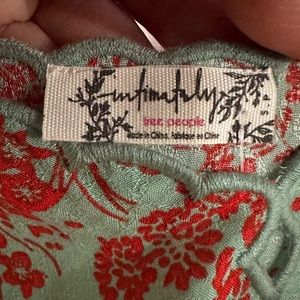 intimately
free people
Made in China, Fabriqué en Chine